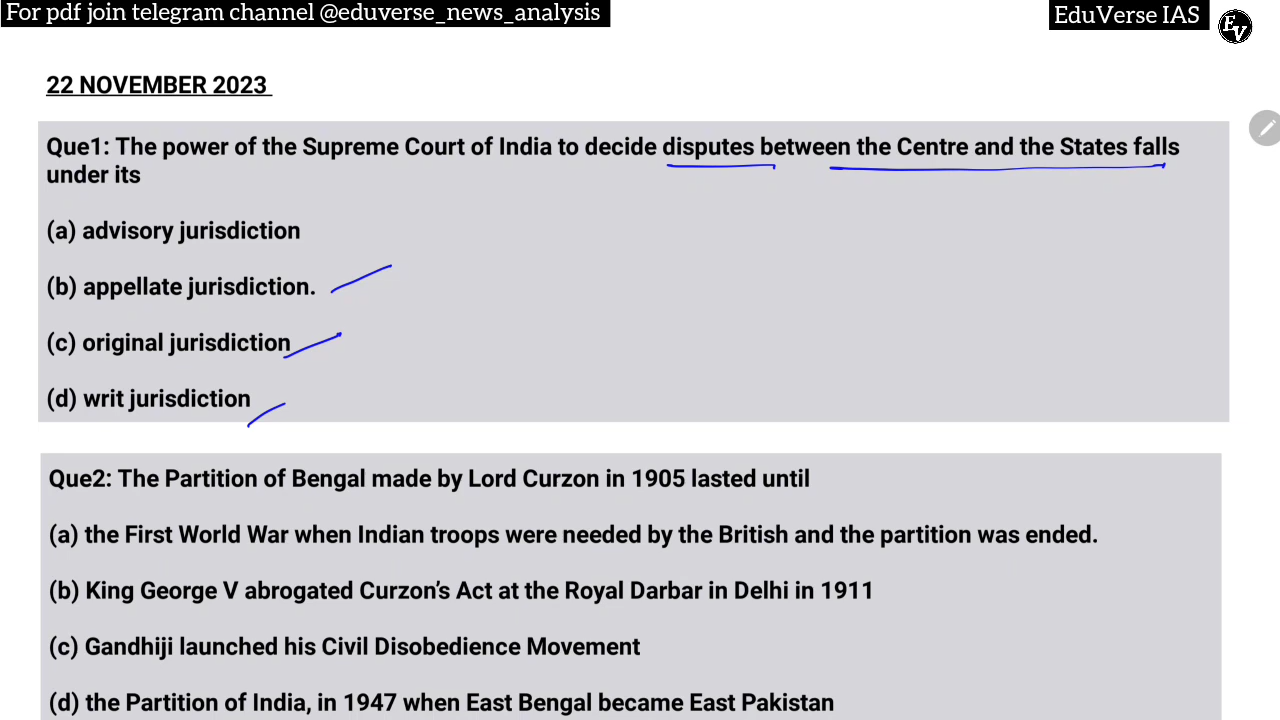 For pdf join telegram channel @eduverse_news_analysis
EduVerse IAS
EV
22 NOVEMBER 2023
Que1: The power of the Supreme Court of India to decide disputes between the Centre and the States falls
under its
(a) advisory jurisdiction
(b) appellate jurisdiction.
(c) original jurisdiction
(d) writ jurisdiction
Que2: The Partition of Bengal made by Lord Curzon in 1905 lasted until
(a) the First World War when Indian troops were needed by the British and the partition was ended.
(b) King George V abrogated Curzon’s Act at the Royal Darbar in Delhi in 1911
(c) Gandhiji launched his Civil Disobedience Movement
(d) the Partition of India, in 1947 when East Bengal became East Pakistan